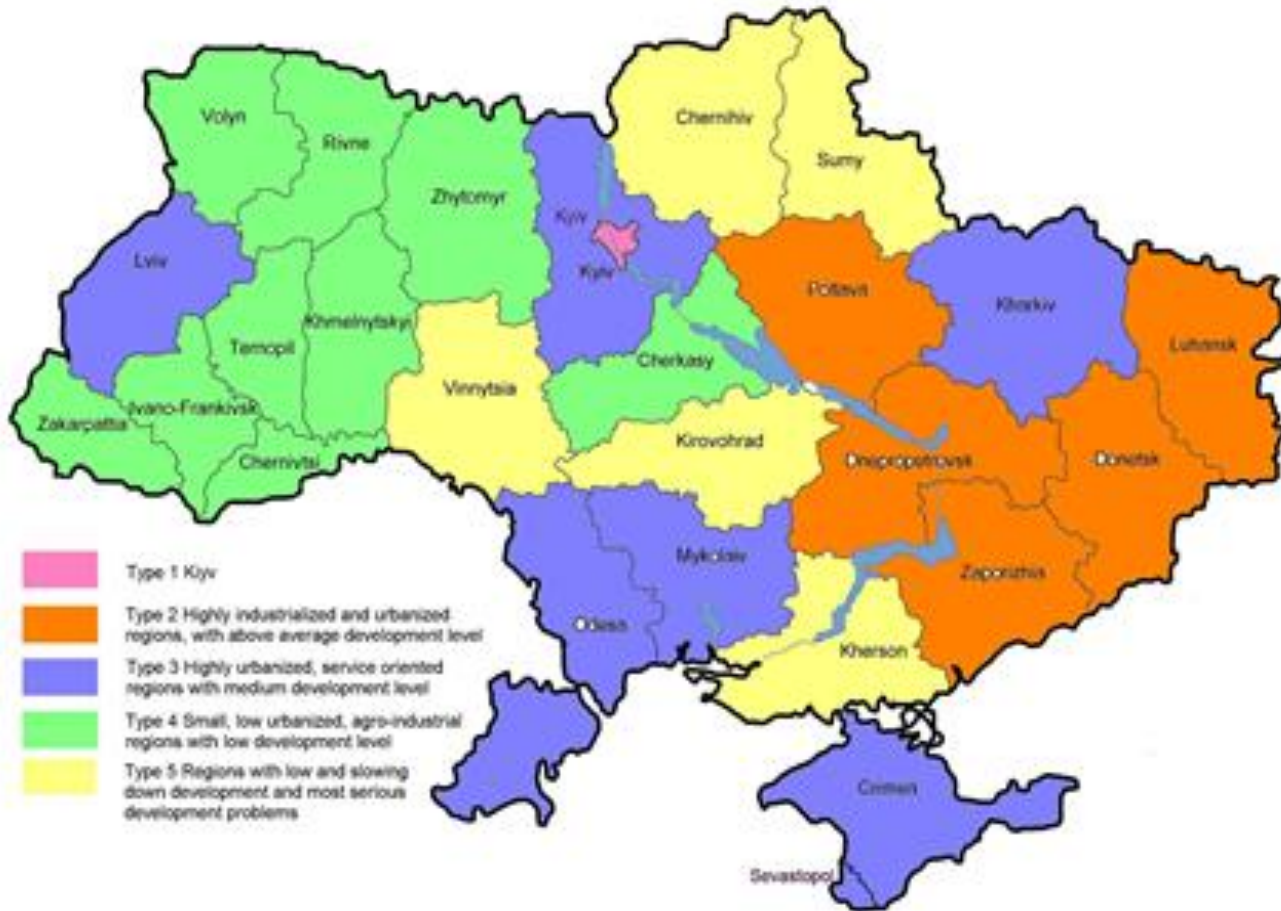 Chernihiv
Volyn
Sumy
Rivne
Zhytomyr
Kyiv
Lviv
Kyiv
Poltava
Kharkiv
Khmelnytskyi
Luhansk
Ternopil
Cherkasy
Vinnytsia
Ivano-Frankivsk
Zakarpattia
Kirovohrad
Chernivtsi
Dnepropetrovsk
Donetsk
Mykolaiv
Zaporizhia
Odesa
Kherson
Type 1 Kiyv
Type 2 Highly industrialized and urbanized
regions, with above average development level
Type 3 Highly urbanized, service oriented
regions with medium development level
Type 4 Small, low urbanized, agro-industrial
regions with low development level
Type 5 Regions with low and slowing
down development and most serious
development problems
Crimea
Sevastopol